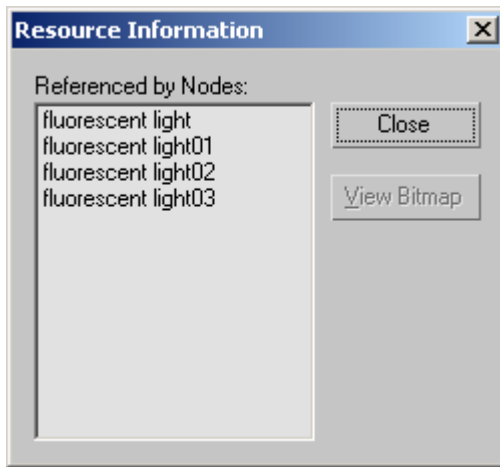 Resource Information
Referenced by Nodes:
fluorescent light
fluorescent light01
fluorescent light02
fluorescent light03
Close
View Bitmap